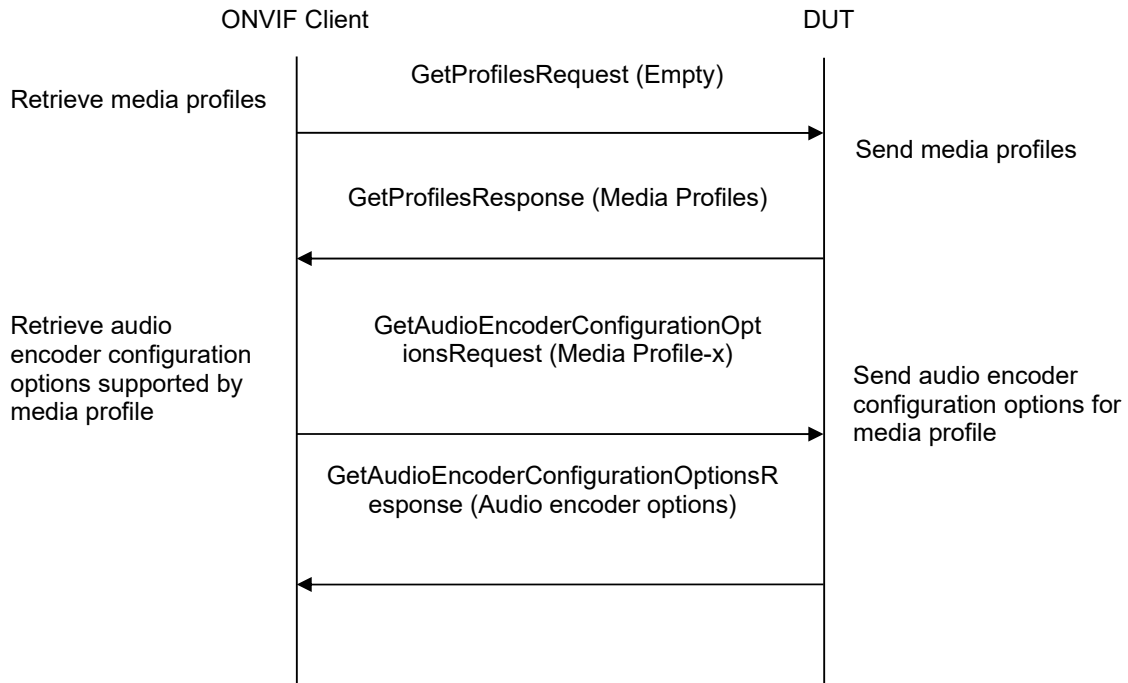 ONVIF Client
DUT
GetProfilesRequest (Empty)
Retrieve media profiles
Send media profiles
GetProfilesResponse (Media Profiles)
Retrieve audio
encoder configuration
options supported by
media profile
GetAudioEncoderConfigurationOpt
ionsRequest (Media Profile-x)
Send audio encoder
configuration options for
media profile
GetAudioEncoderConfigurationOptionsR
esponse (Audio encoder options)